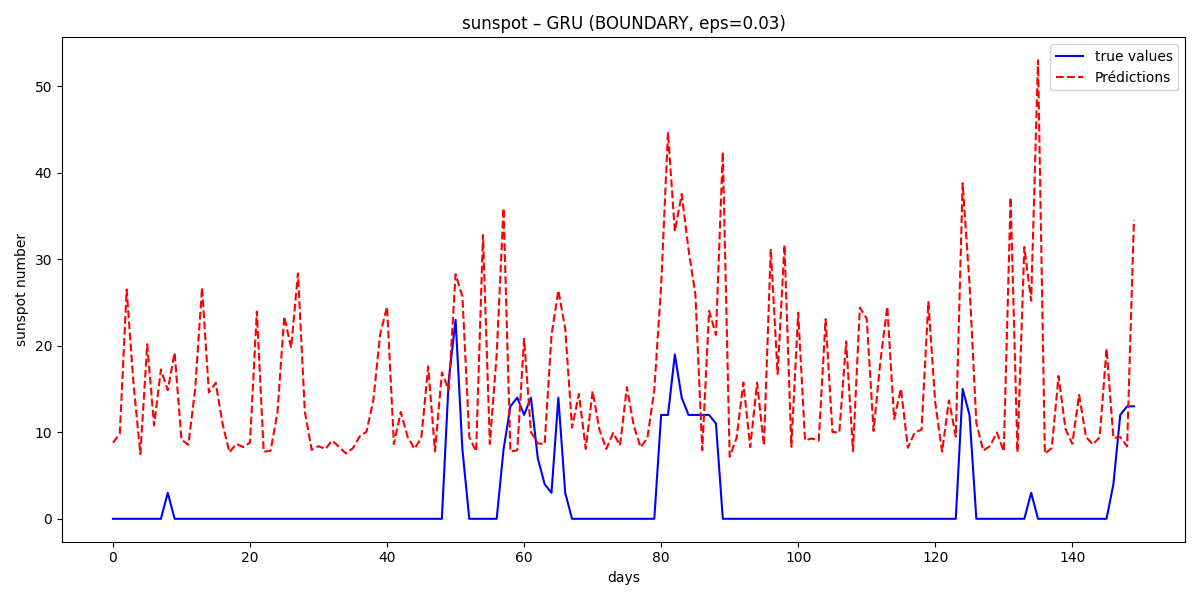 sunspot – GRU (BOUNDARY, eps=0.03)
true values
Prédictions
sunspot number
50
40
30
20
10
0
0 20 40 60 80 100 120 140
days